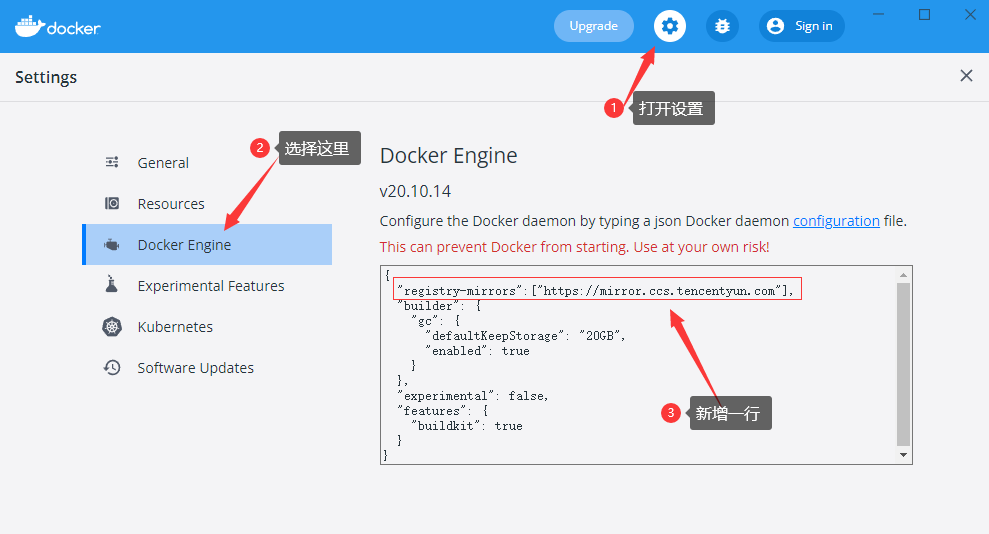 docker
Upgrade
Sign in
Settings
1 打开设置
2 选择这里
General
Resources
Docker Engine
Experimental Features
Kubernetes
Software Updates
Docker Engine
v20.10.14
Configure the Docker daemon by typing a json Docker daemon configuration file.
This can prevent Docker from starting. Use at your own risk!
{
"registry-mirrors":["https://mirror.ccs.tencentyun.com"],
"builder": {
"gc": {
"defaultKeepStorage": "20GB",
"enabled": true
}
},
"experimental": false,
"features": {
"buildkit": true
}
}
3 新增一行